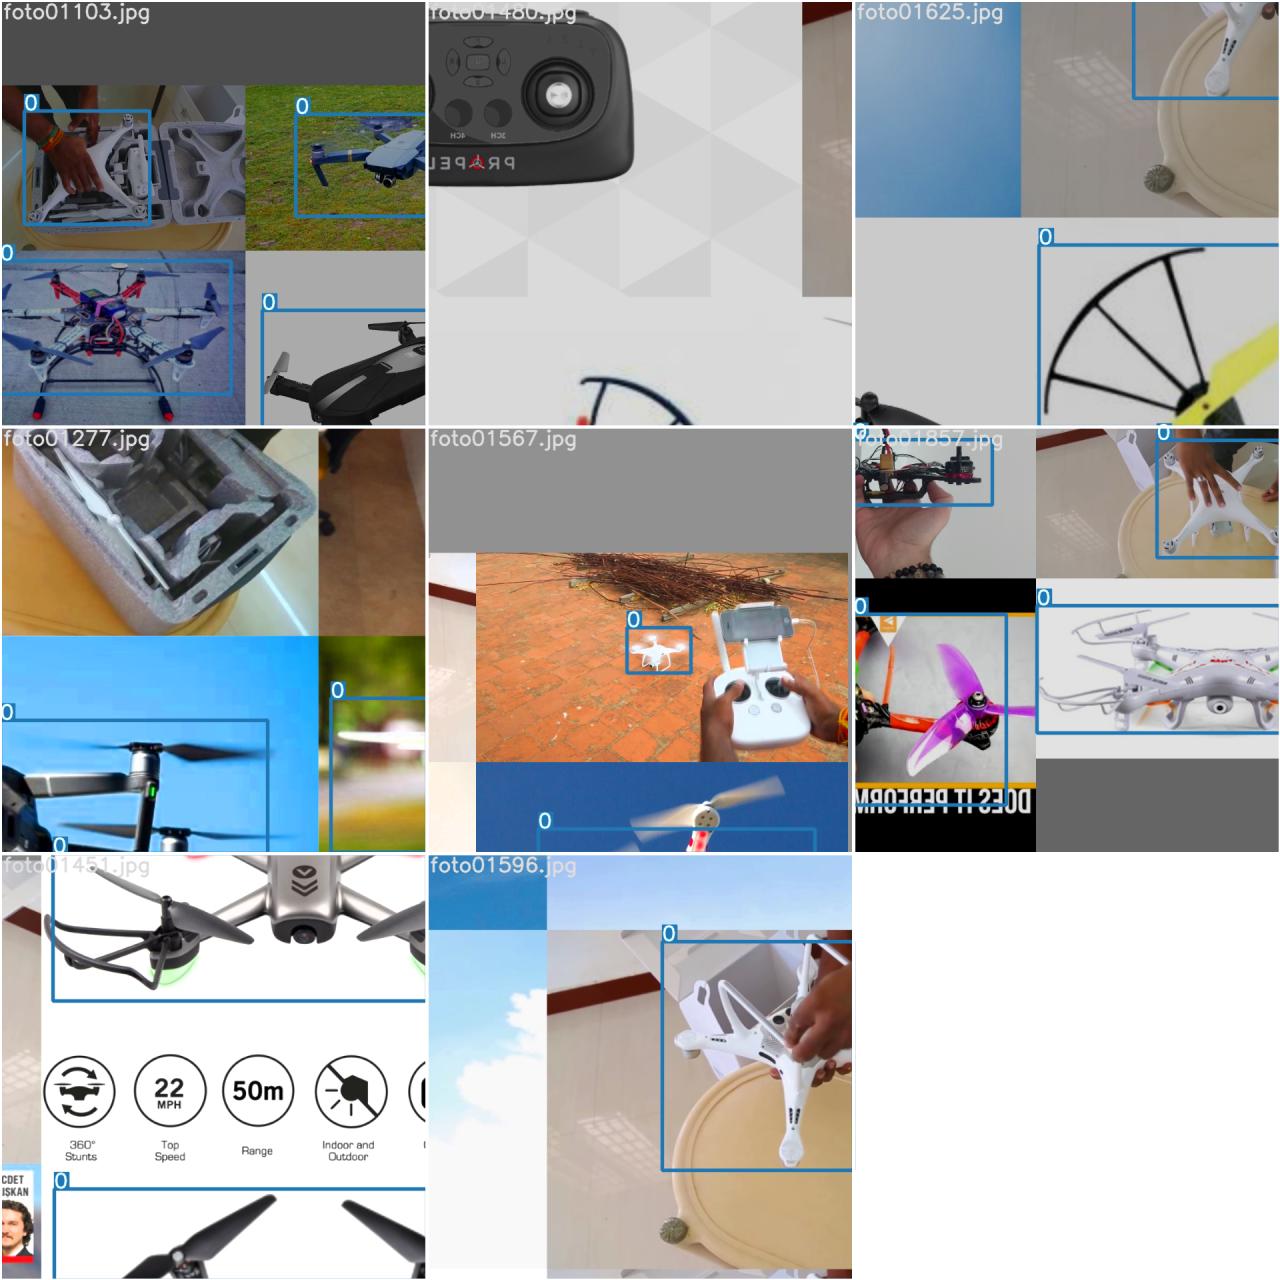 foto01103.jpg
0
0
0
0
foto01480.jpg
4CH
3CH
PROPEL
foto01625.jpg
0
foto01277.jpg
0
0
0
foto01567.jpg
0
0
foto01857.jpg
0
0
0
0
DOES IT PERFORM
foto01451.jpg
22
MPH
50m
360°
Stunts
Top
Speed
Range
Indoor and
Outdoor
CDET
IŞKAN
0
foto01596.jpg
0